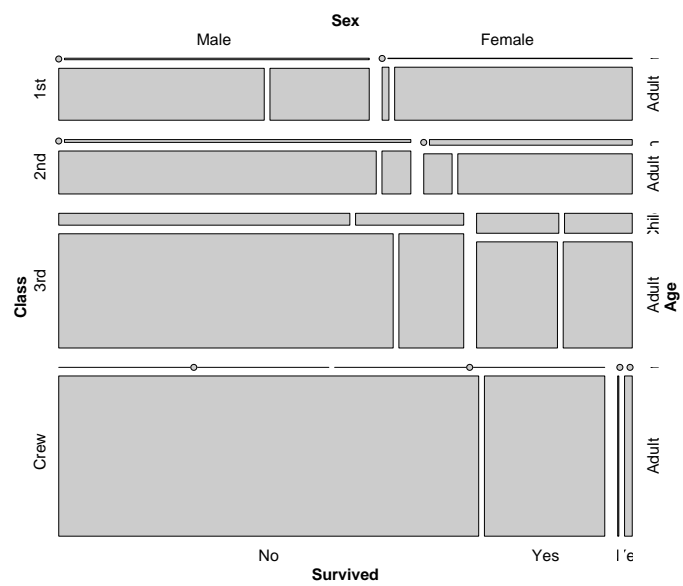 Sex
Male Female
1st Adult
2nd Adult
Class 3rd Adult Age
Crew Adult
No Yes
Survived